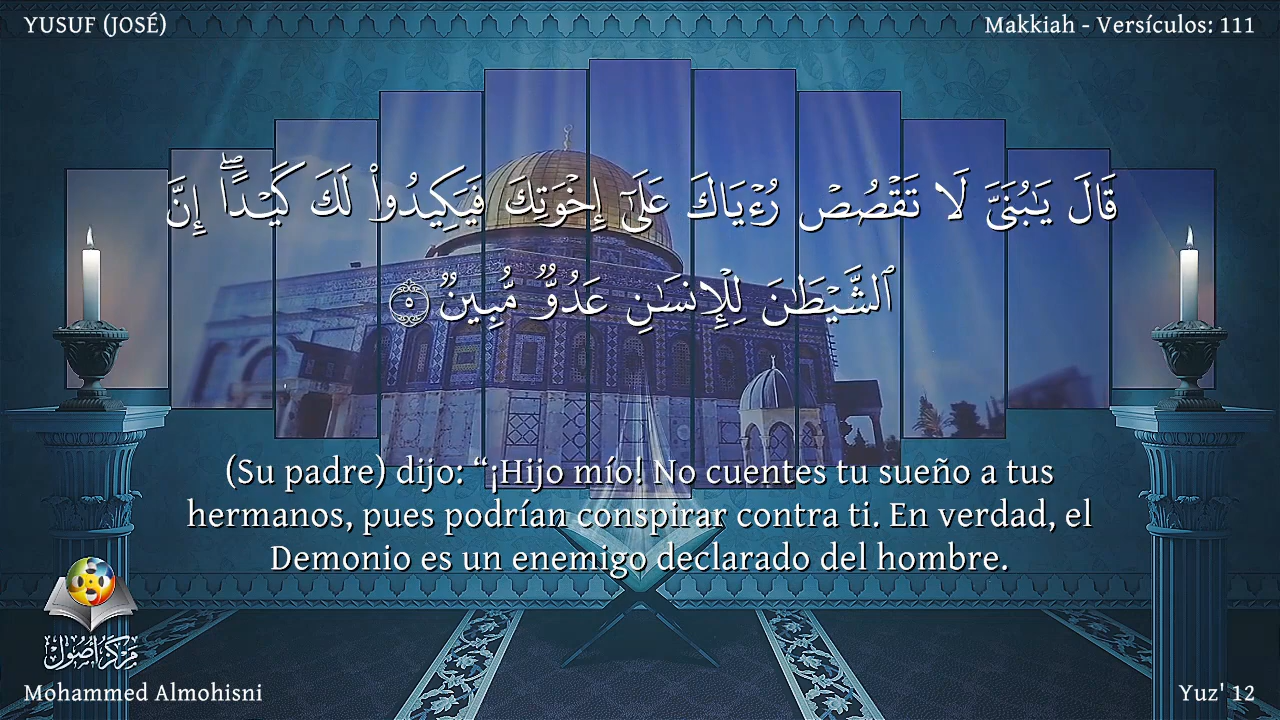 YUSUF (JOSÉ)
Makkiah - Versículos: 111
قَالَ يَـٰبُنَىَّ لَا تَقْصُصْ رُءْيَاكَ عَلَىٰٓ إِخْوَتِكَ فَيَكِيدُوا۟ لَكَ كَيْدًا ۖ إِنَّ
ٱلشَّيْطَـٰنَ لِلْإِنسَـٰنِ عَدُوٌّ مُّبِينٌ ٥
(Su padre) dijo: “¡Hijo mío! No cuentes tu sueño a tus
hermanos, pues podrían conspirar contra ti. En verdad, el
Demonio es un enemigo declarado del hombre.
مركز أصول
Mohammed Almohisni
Yuz' 12